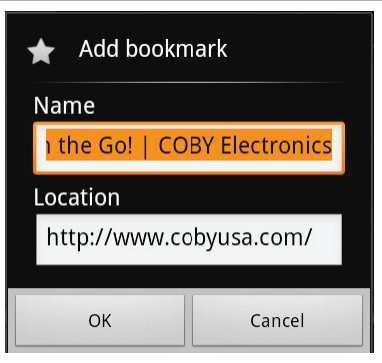 Add bookmark
Name
the Go! | COBY Electronics
Location
http://www.cobyusa.com/
OK
Cancel